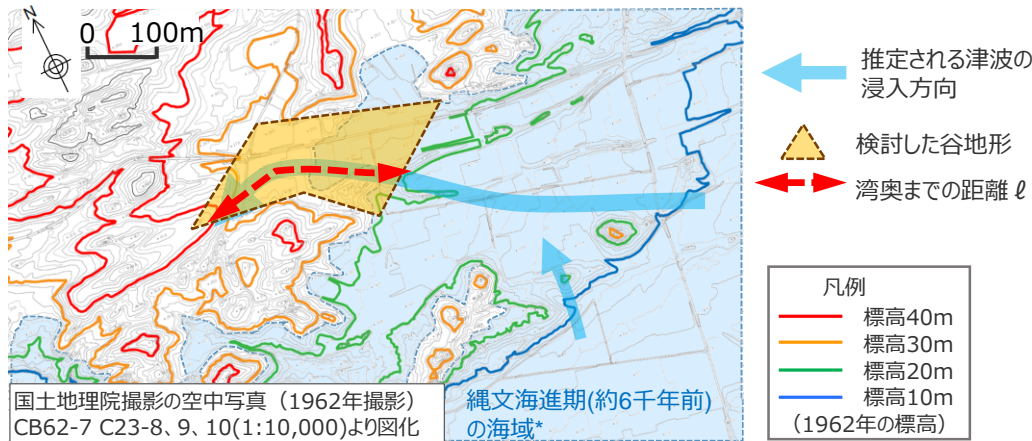 N
0 100m
推定される津波の
浸入方向
検討した谷地形
湾奥までの距離ℓ
凡例
標高40m
標高30m
標高20m
標高10m
(1962年の標高)
国土地理院撮影の空中写真（1962年撮影）
CB62-7 C23-8、9、10(1:10,000)より図化
縄文海進期(約6千年前)
の海域*